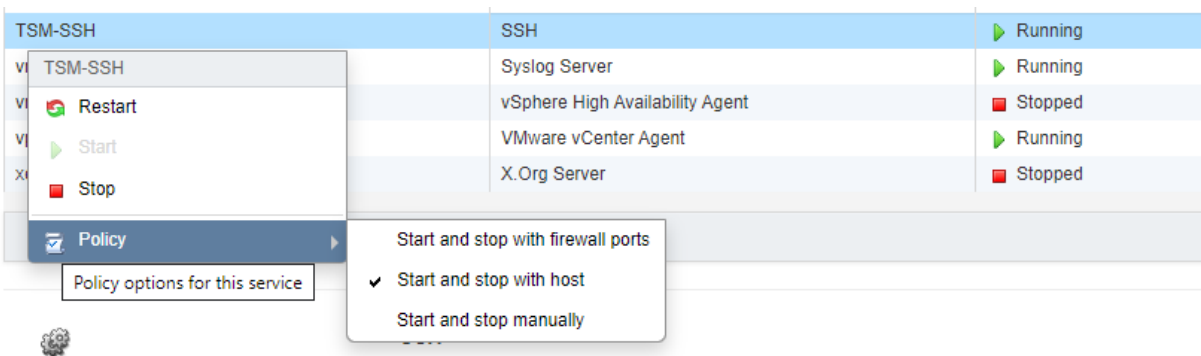 TSM-SSH SSH Running
TSM-SSH
Syslog Server Running
Restart
vSphere High Availability Agent Stopped
Start
VMware vCenter Agent Running
Stop
X.Org Server Stopped
Policy
Start and stop with firewall ports
Policy options for this service
Start and stop with host
Start and stop manually